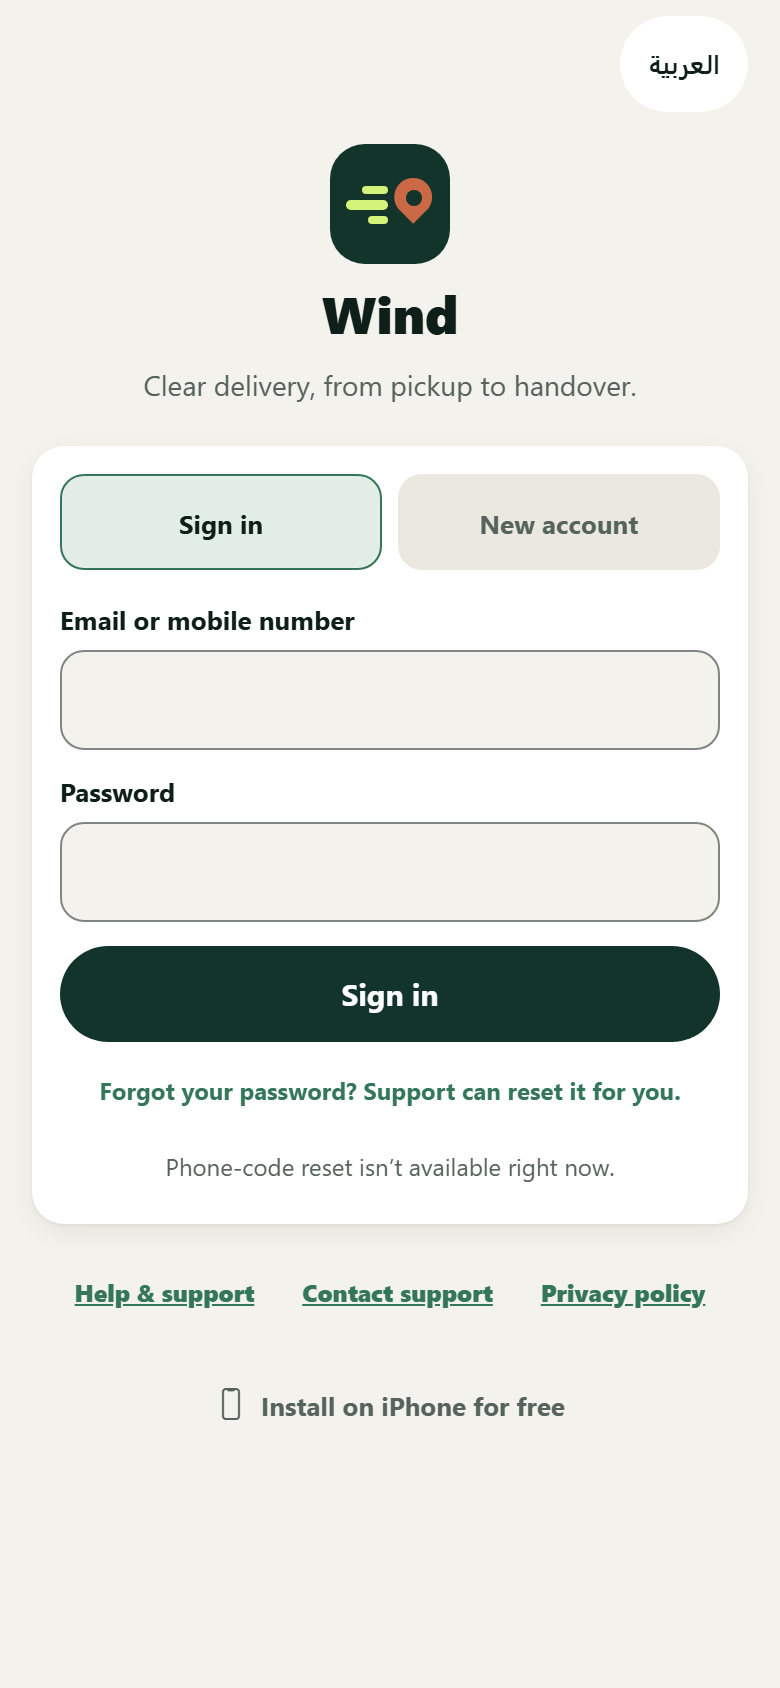 العربية
Wind
Clear delivery, from pickup to handover.
Sign in
New account
Email or mobile number
Password
Sign in
Forgot your password? Support can reset it for you.
Phone-code reset isn’t available right now.
Help & support
Contact support
Privacy policy
Install on iPhone for free